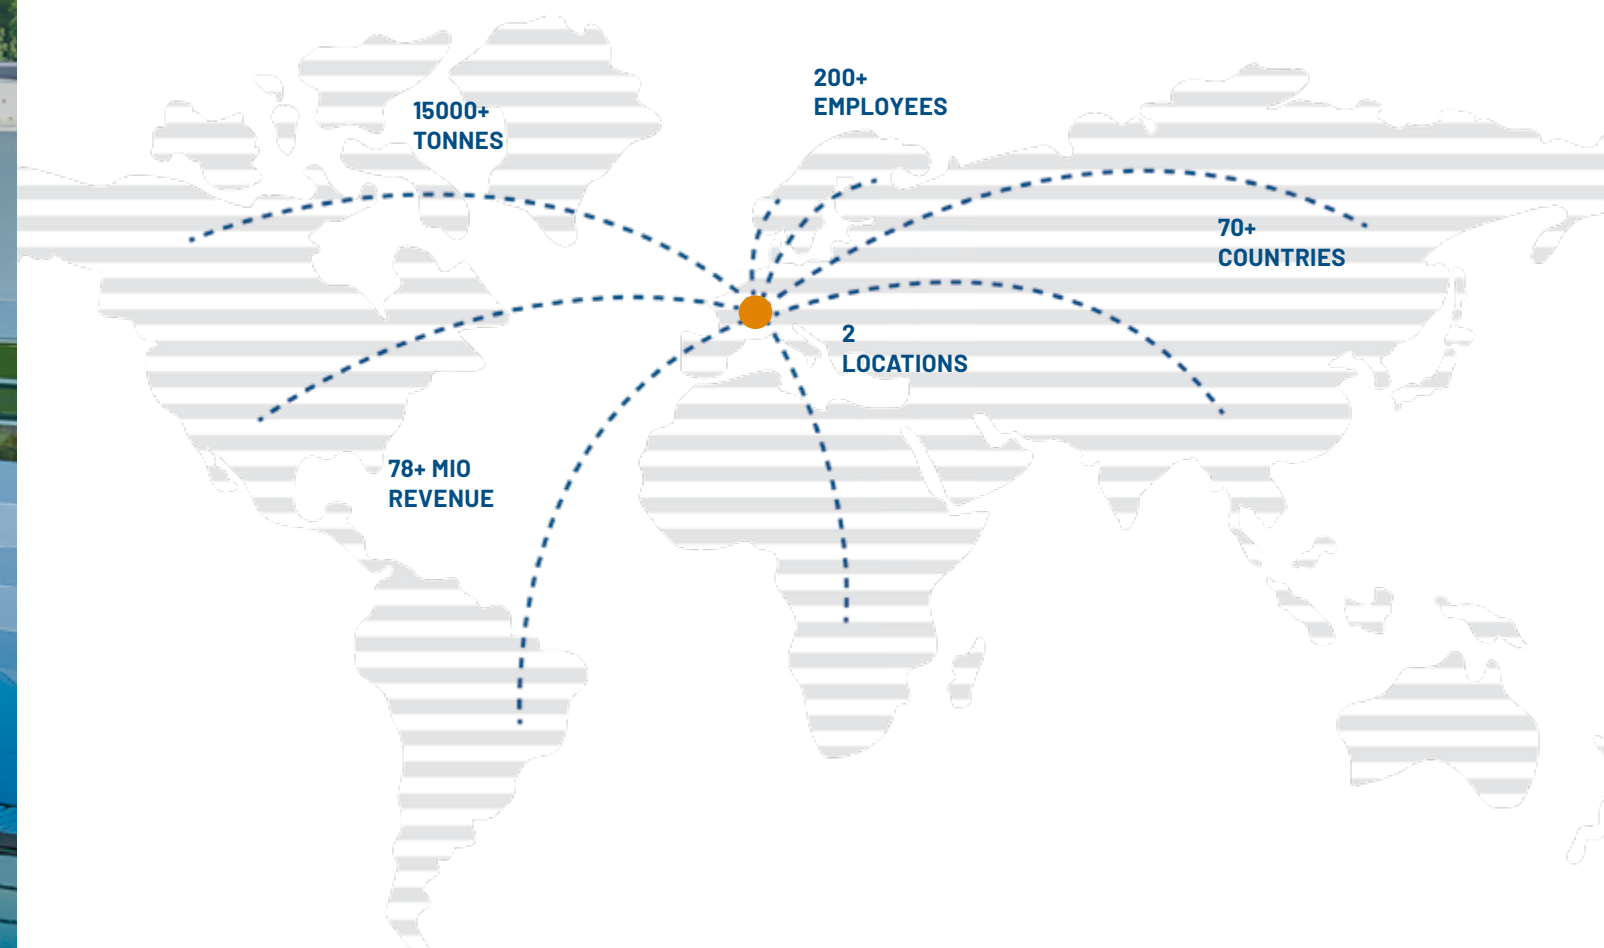 200+
EMPLOYEES
15000+
TONNES
70+
COUNTRIES
2
LOCATIONS
78+ MIO
REVENUE